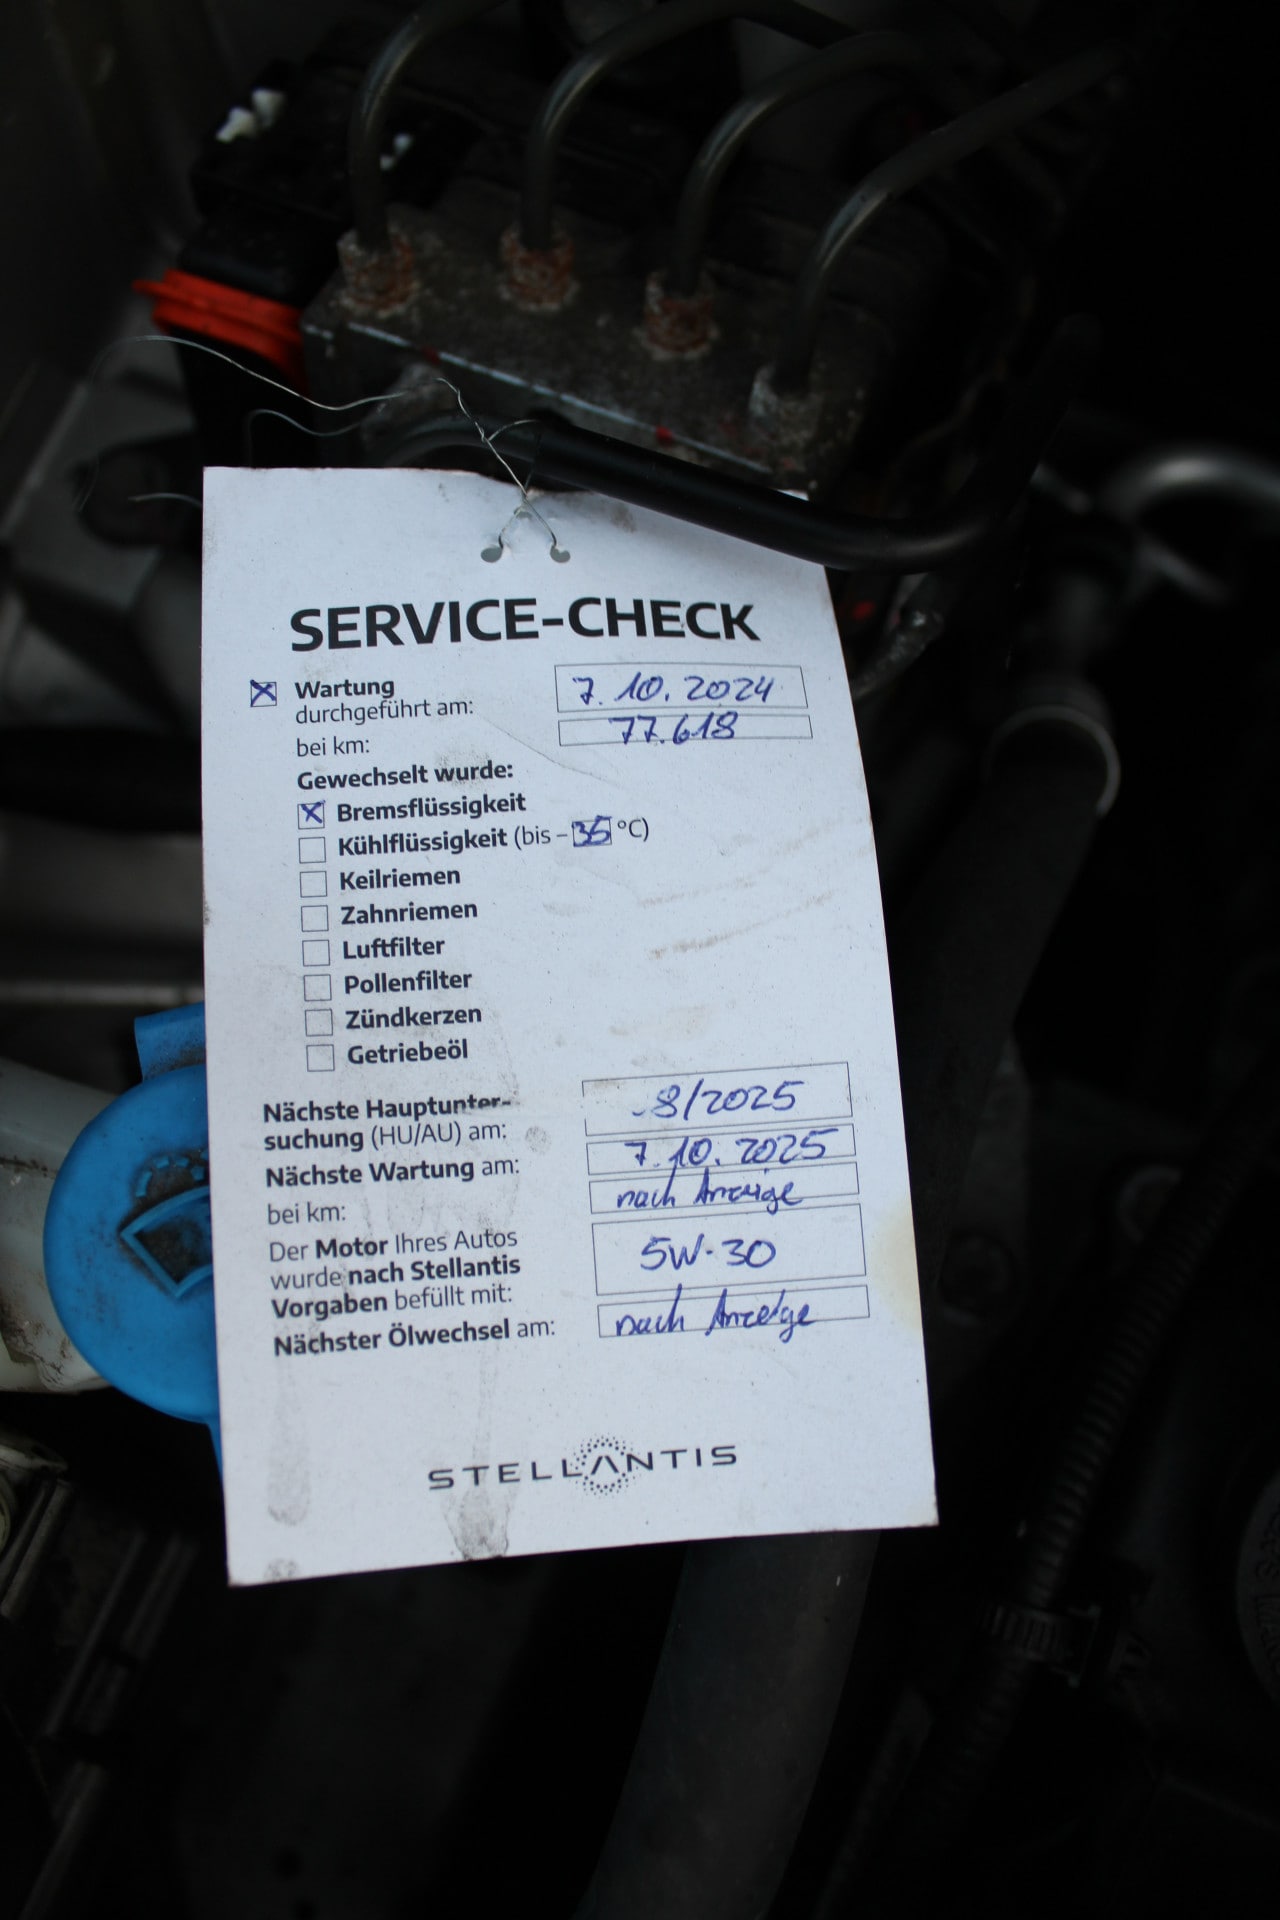 SERVICE-CHECK
Wartung 7.10.2024
durchgeführt am:
bei km: 77.618
Gewechselt wurde:
Bremsflüssigkeit
Kühlflüssigkeit (bis -35 °C)
Keilriemen
Zahnriemen
Luftfilter
Pollenfilter
Zündkerzen
Getriebeöl
Nächste Hauptunter- 8/2025
suchung (HU/AU) am:
Nächste Wartung am: 7.10.2025
bei km: nach Anzeige
Der Motor Ihres Autos
wurde nach Stellantis 5W-30
Vorgaben befüllt mit:
Nächster Ölwechsel am: nach Anzeige
STELLANTIS